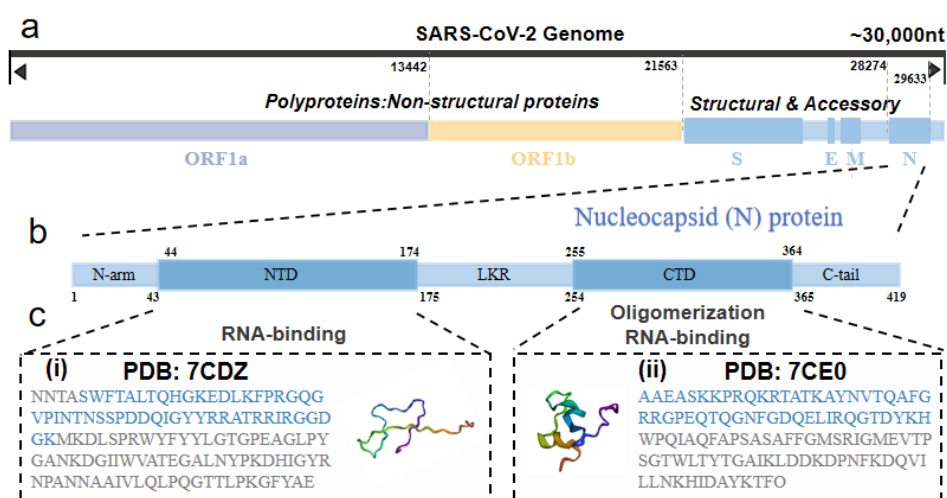 a
SARS-CoV-2 Genome
~30,000nt
13442
21563
28274
29633
Polyproteins:Non-structural proteins
Structural & Accessory
ORF1a
ORF1b
S
E
M
N
Nucleocapsid (N) protein
b
44
174
255
364
N-arm
NTD
LKR
CTD
C-tail
1
43
175
254
365
419
c
RNA-binding
Oligomerization
RNA-binding
(i)
PDB: 7CDZ
NNTASWFTALTQHGKEDLKFPRGQG
VPINTNSSPDDQIGYYRRATRRIRGGD
GKMKDLSPRWYFYYLGTGPEAGLPY
GANKDGIIWVATEGALNYPKDHIGYR
NPANNAAIVLQLPQGTTLPKGFYAE
(ii)
PDB: 7CE0
AAEASKKPRQKRTATKAYNVTQAFG
RRGPEQTQGNFGDQELIRQGTDYKH
WPQIAQFAPSASAFFGMSRIGMEVTP
SGTWLTYTGAIKLDDKDPNFKDQVI
LLNKHIDAYKTFO